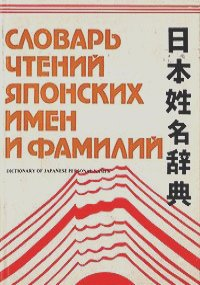 СЛОВАРЬ
ЧТЕНИЙ
ЯПОНСКИХ
ИМЕН
И ФАМИЛИЙ
日本姓名辞典
DICTIONARY OF JAPANESE PERSONAL NAMES